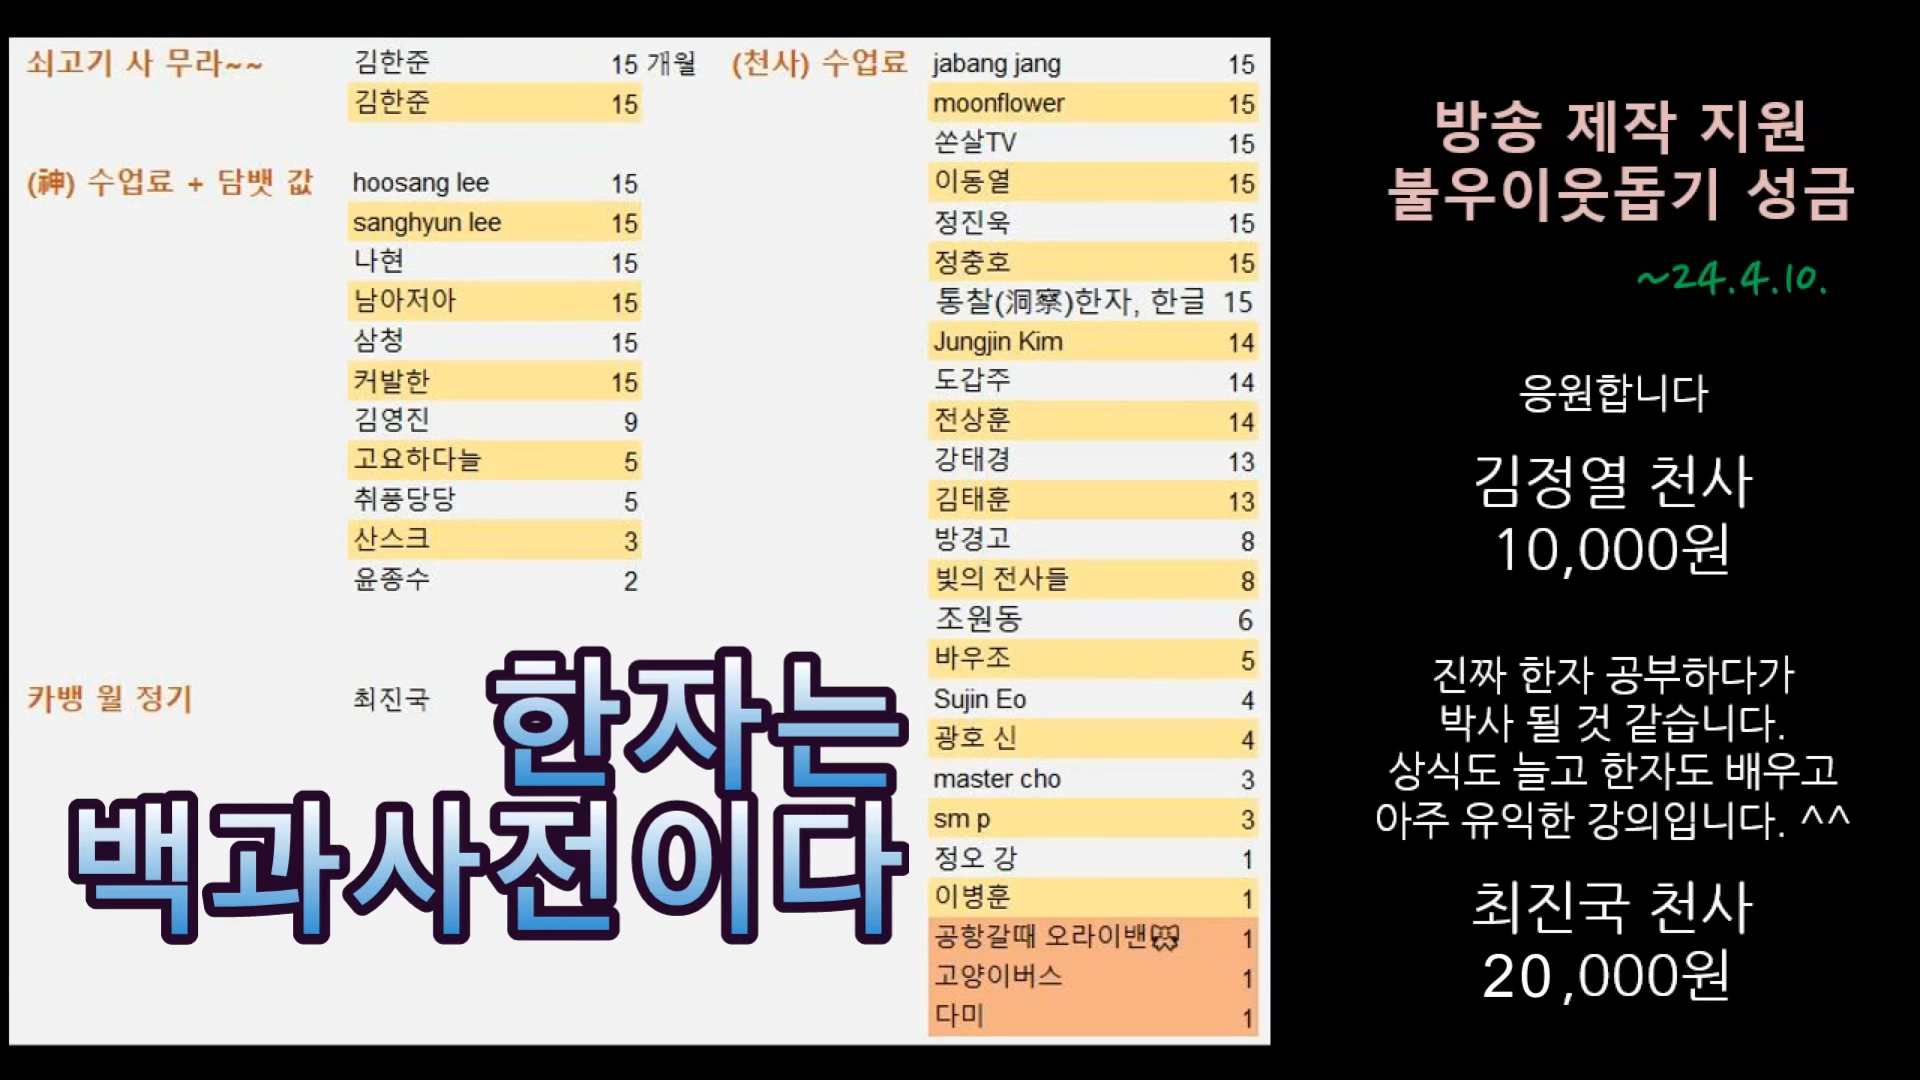 쇠고기 사 무라~~ 김한준 15 개월
김한준 15
(神) 수업료 + 담뱃 값 hoosang lee 15
sanghyun lee 15
나현 15
남아저아 15
삼청 15
커발한 15
김영진 9
고요하다늘 5
취풍당당 5
산스크 3
윤종수 2
카뱅 월 정기 최진국
한자는
백과사전이다
(천사) 수업료 jabang jang 15
moonflower 15
쏜살TV 15
이동열 15
정진욱 15
정충호 15
통찰(洞察)한자, 한글 15
Jungjin Kim 14
도갑주 14
전상훈 14
강태경 13
김태훈 13
방경고 8
빛의 전사들 8
조원동 6
바우조 5
Sujin Eo 4
광호 신 4
master cho 3
sm p 3
정오 강 1
이병훈 1
공항갈때 오라이밴🐯 1
고양이버스 1
다미 1
방송 제작 지원
불우이웃돕기 성금
~24.4.10.
응원합니다
김정열 천사
10,000원
진짜 한자 공부하다가
박사 될 것 같습니다.
상식도 늘고 한자도 배우고
아주 유익한 강의입니다. ^^
최진국 천사
20,000원